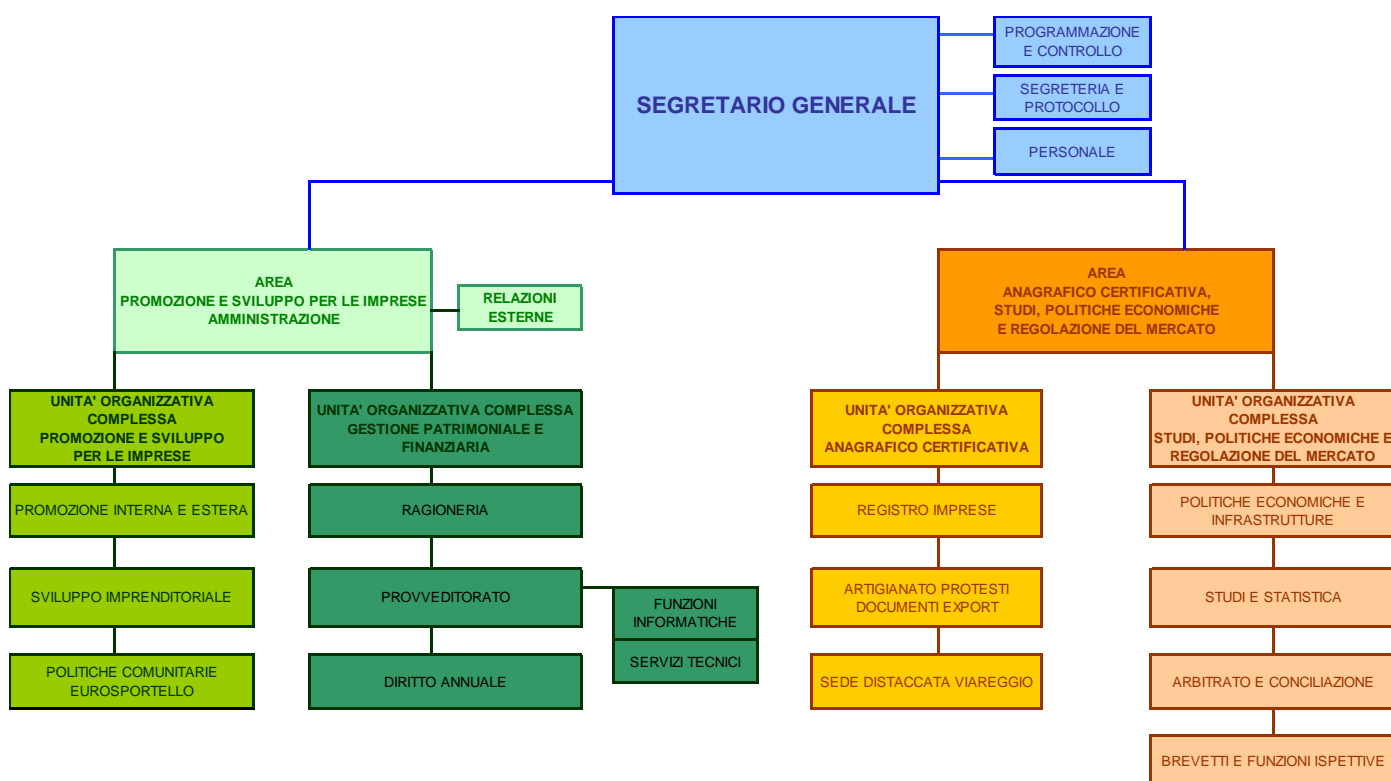 SEGRETARIO GENERALE
PROGRAMMAZIONE
E CONTROLLO
SEGRETERIA E
PROTOCOLLO
PERSONALE
AREA
PROMOZIONE E SVILUPPO PER LE IMPRESE
AMMINISTRAZIONE
RELAZIONI
ESTERNE
AREA
ANAGRAFICO CERTIFICATIVA,
STUDI, POLITICHE ECONOMICHE
E REGOLAZIONE DEL MERCATO
UNITA' ORGANIZZATIVA
COMPLESSA
PROMOZIONE E SVILUPPO
PER LE IMPRESE
PROMOZIONE INTERNA E ESTERA
SVILUPPO IMPRENDITORIALE
POLITICHE COMUNITARIE
EUROSPORTELLO
UNITA' ORGANIZZATIVA COMPLESSA
GESTIONE PATRIMONIALE E
FINANZIARIA
RAGIONERIA
PROVVEDITORATO
FUNZIONI
INFORMATICHE
SERVIZI TECNICI
DIRITTO ANNUALE
UNITA' ORGANIZZATIVA
COMPLESSA
ANAGRAFICO CERTIFICATIVA
REGISTRO IMPRESE
ARTIGIANATO PROTESTI
DOCUMENTI EXPORT
SEDE DISTACCATA VIAREGGIO
UNITA' ORGANIZZATIVA
COMPLESSA
STUDI, POLITICHE ECONOMICHE E
REGOLAZIONE DEL MERCATO
POLITICHE ECONOMICHE E
INFRASTRUTTURE
STUDI E STATISTICA
ARBITRATO E CONCILIAZIONE
BREVETTI E FUNZIONI ISPETTIVE